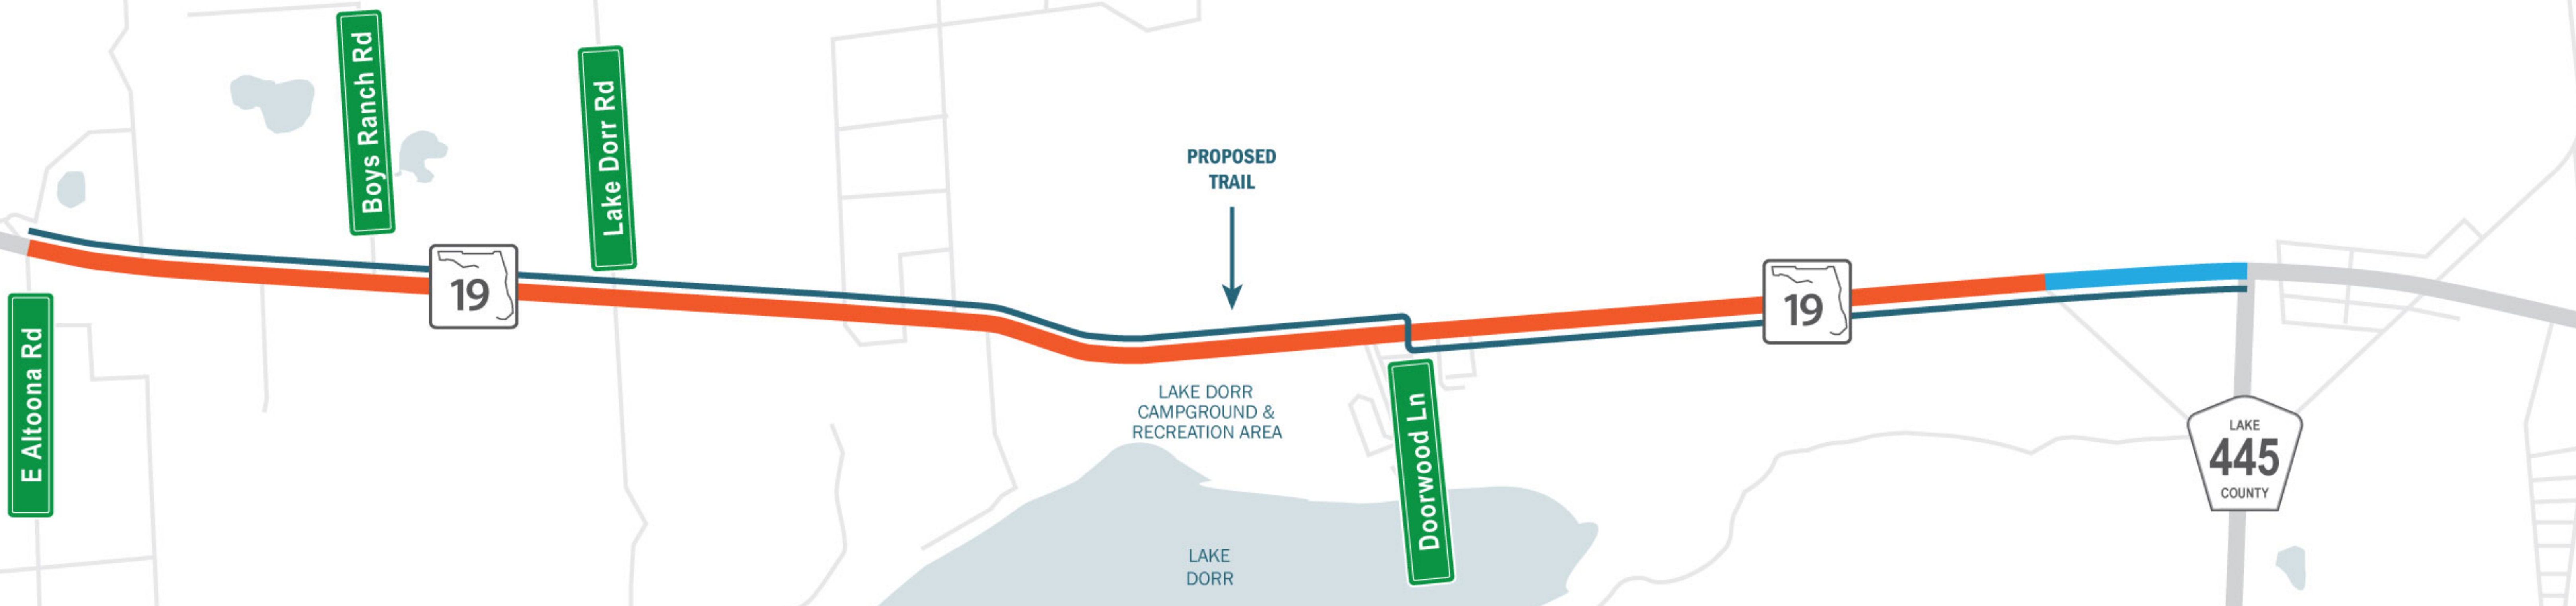 Boys Ranch Rd
Lake Dorr Rd
PROPOSED
TRAIL
19
19
E Altoona Rd
LAKE DORR
CAMPGROUND &
RECREATION AREA
Doorwood Ln
LAKE
445
COUNTY
LAKE
DORR